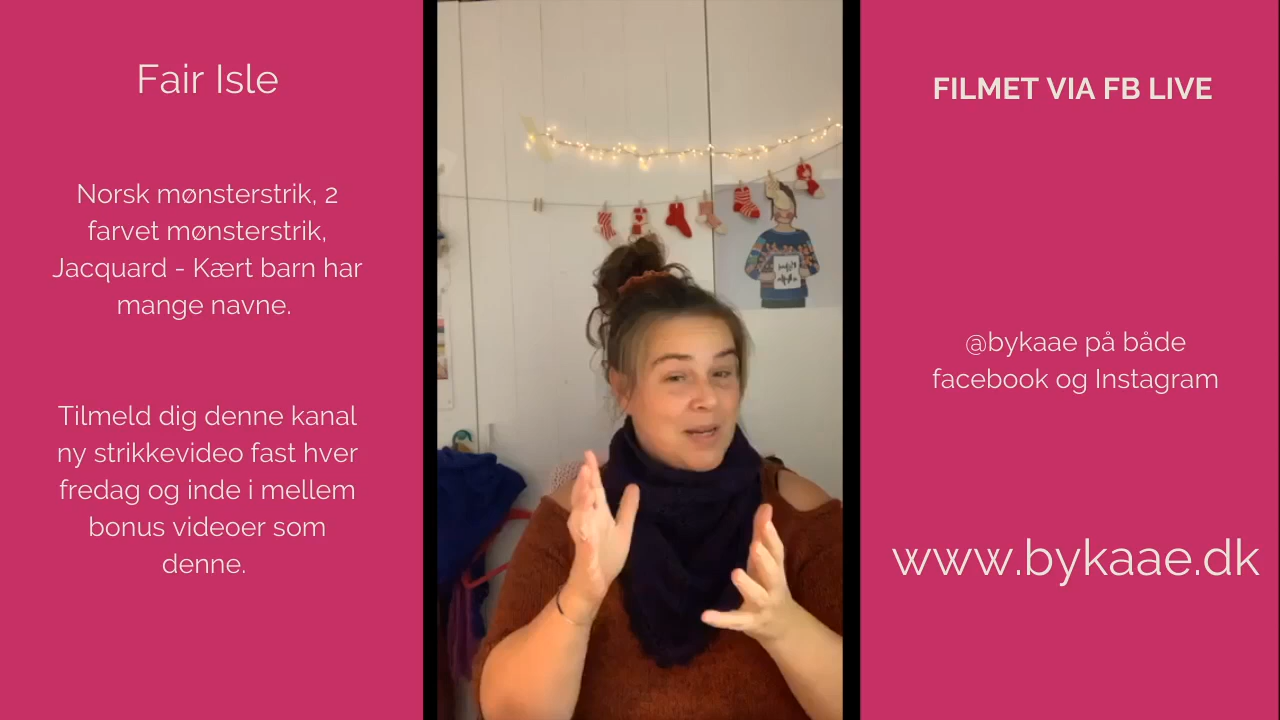 Fair Isle
Norsk mønsterstrik, 2
farvet mønsterstrik,
Jacquard - Kært barn har
mange navne.
Tilmeld dig denne kanal
ny strikkevideo fast hver
fredag og inde i mellem
bonus videoer som
denne.
FILMET VIA FB LIVE
@bykaae på både
facebook og Instagram
www.bykaae.dk